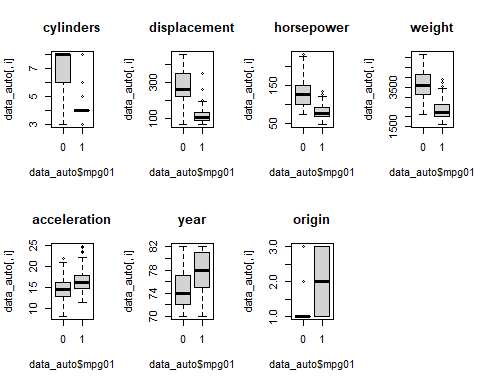 cylinders
data_auto[, i]
3 5 7
0 1
data_auto$mpg01
displacement
data_auto[, i]
100 300
0 1
data_auto$mpg01
horsepower
data_auto[, i]
50 150
0 1
data_auto$mpg01
weight
data_auto[, i]
1500 3500
0 1
data_auto$mpg01
acceleration
data_auto[, i]
10 15 20 25
0 1
data_auto$mpg01
year
data_auto[, i]
70 74 78 82
0 1
data_auto$mpg01
origin
data_auto[, i]
1.0 2.0 3.0
0 1
data_auto$mpg01